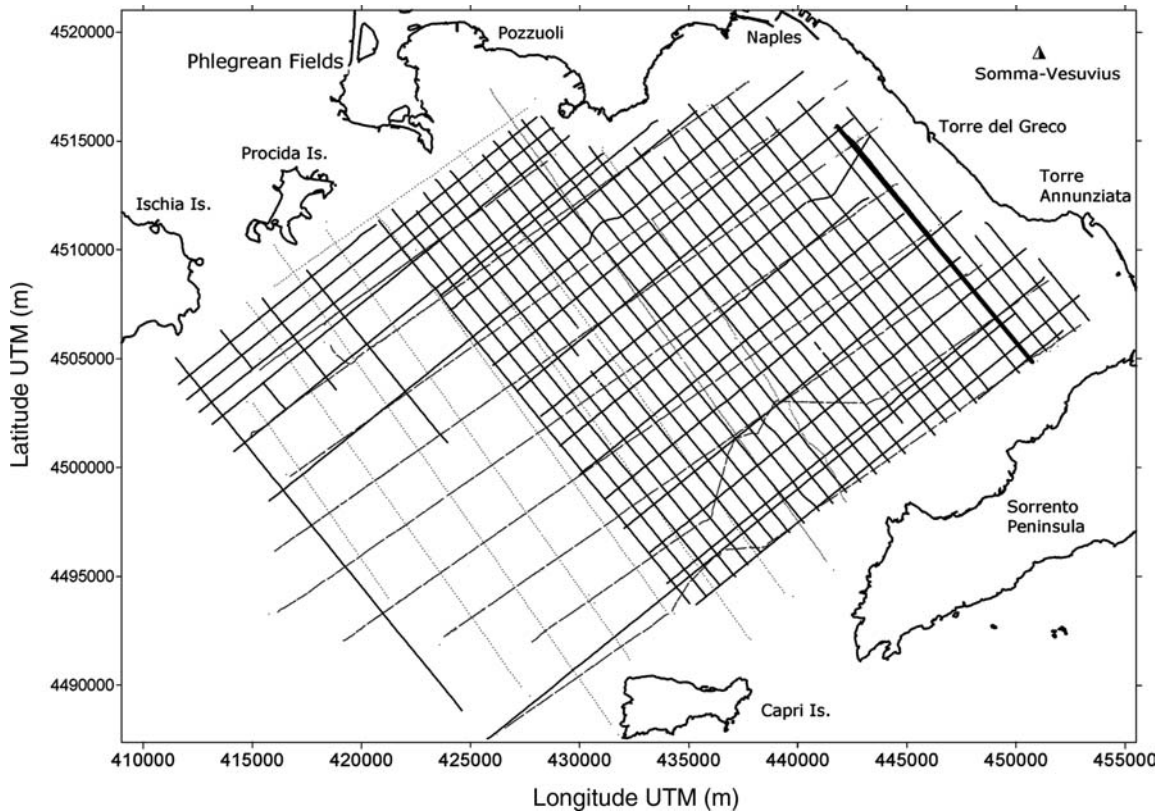 4520000
4515000
4510000
4505000
4500000
4495000
4490000
Latitude UTM (m)
Phlegrean Fields
Pozzuoli
Naples
Somma-Vesuvius
Torre del Greco
Torre
Annunziata
Procida Is.
Ischia Is.
Sorrento
Peninsula
Capri Is.
410000 415000 420000 425000 430000 435000 440000 445000 450000 455000
Longitude UTM (m)